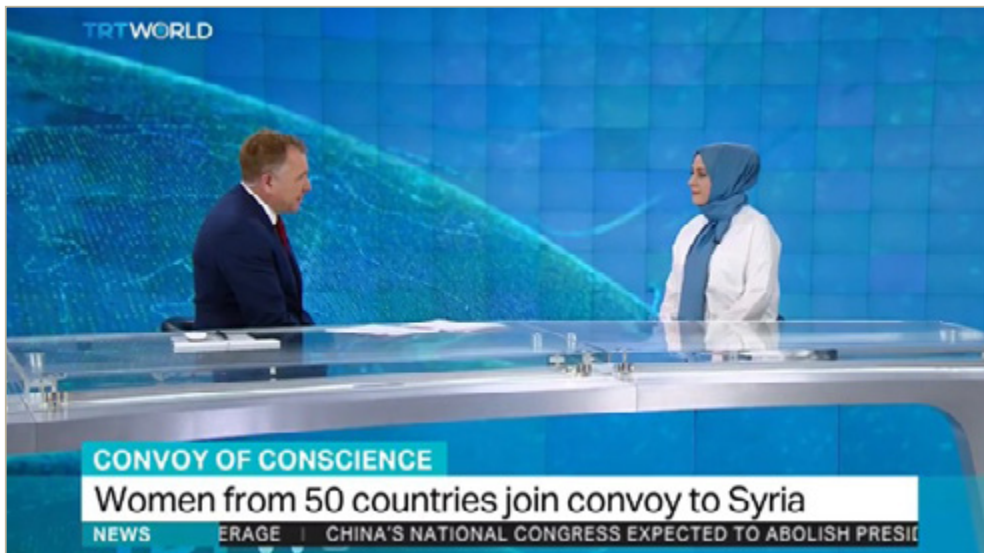 TRTWORLD
CONVOY OF CONSCIENCE
Women from 50 countries join convoy to Syria
NEWS ERAGE | CHINA'S NATIONAL CONGRESS EXPECTED TO ABOLISH PRESID